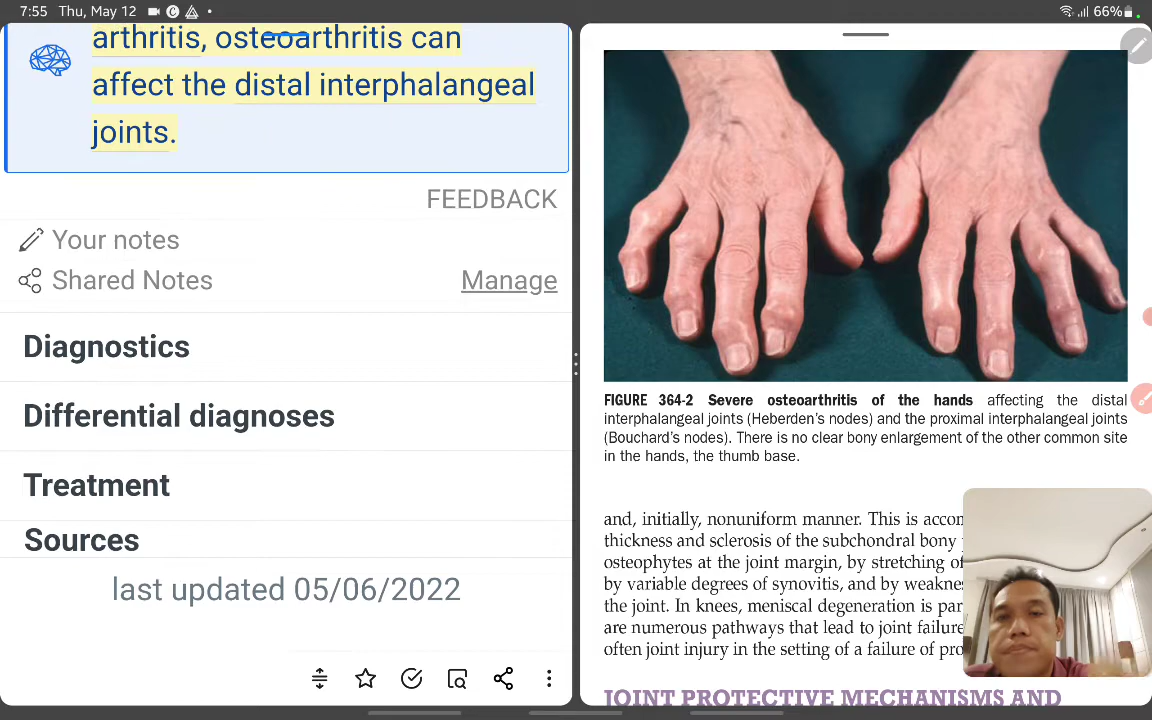 7:55 Thu, May 12
66%
arthritis, osteoarthritis can
affect the distal interphalangeal
joints.
FEEDBACK
Your notes
Shared Notes
Manage
Diagnostics
Differential diagnoses
Treatment
Sources
last updated 05/06/2022
FIGURE 364-2 Severe osteoarthritis of the hands affecting the distal
interphalangeal joints (Heberden's nodes) and the proximal interphalangeal joints
(Bouchard's nodes). There is no clear bony enlargement of the other common site
in the hands, the thumb base.
and, initially, nonuniform manner. This is accom
thickness and sclerosis of the subchondral bony
osteophytes at the joint margin, by stretching of
by variable degrees of synovitis, and by weaknes
the joint. In knees, meniscal degeneration is par
are numerous pathways that lead to joint failure
often joint injury in the setting of a failure of pro
JOINT PROTECTIVE MECHANISMS AND